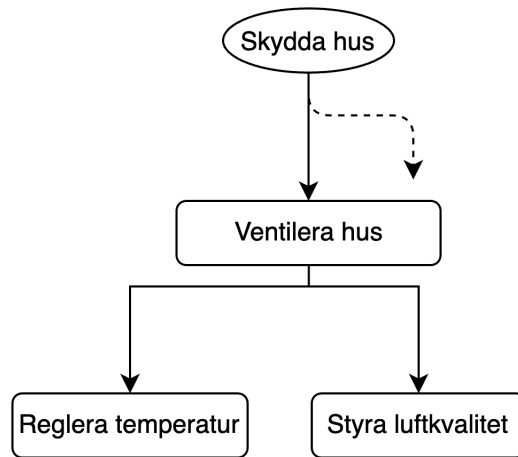 Skydda hus
Ventilera hus
Reglera temperatur
Styra luftkvalitet